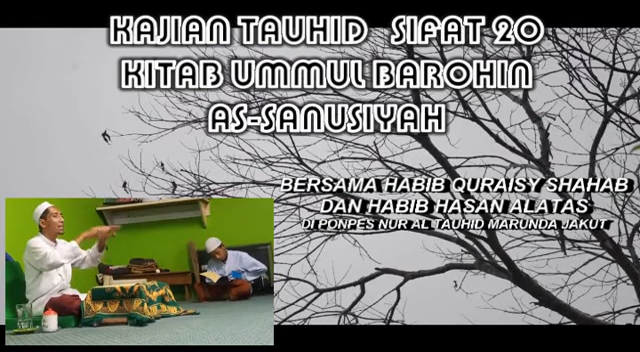 KAJIAN TAUHID SIFAT 20
KITAB UMMUL BAROHIN
AS-SANUSIYAH
BERSAMA HABIB QURAISY SHAHAB
DAN HABIB HASAN ALATAS
DI PONPES NUR AL TAUHID MARUNDA JAKUT